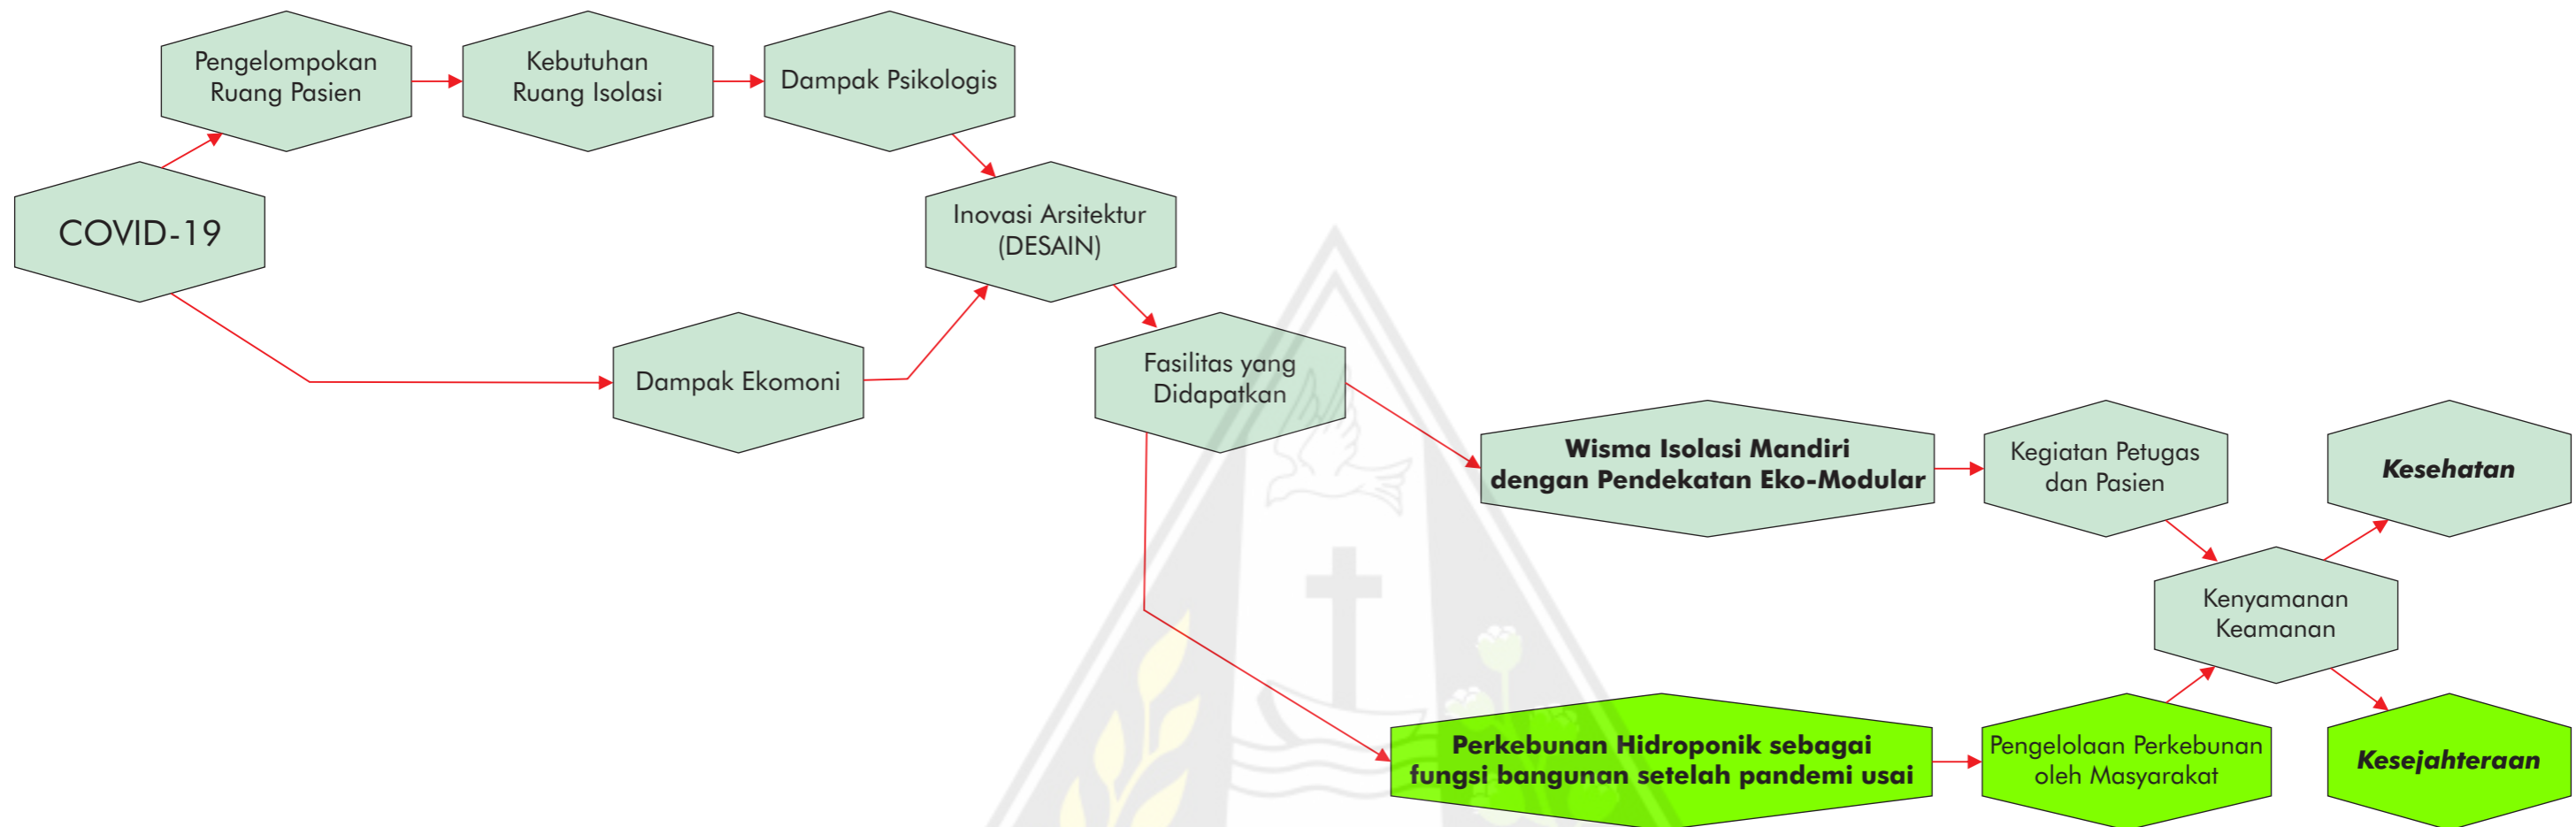 Pengelompokan
Ruang Pasien
Kebutuhan
Ruang Isolasi
Dampak Psikologis
COVID-19
Inovasi Arsitektur
(DESAIN)
Dampak Ekomoni
Fasilitas yang
Didapatkan
Wisma Isolasi Mandiri
dengan Pendekatan Eko-Modular
Kegiatan Petugas
dan Pasien
Kesehatan
Kenyamanan
Keamanan
Perkebunan Hidroponik sebagai
fungsi bangunan setelah pandemi usai
Pengelolaan Perkebunan
oleh Masyarakat
Kesejahteraan